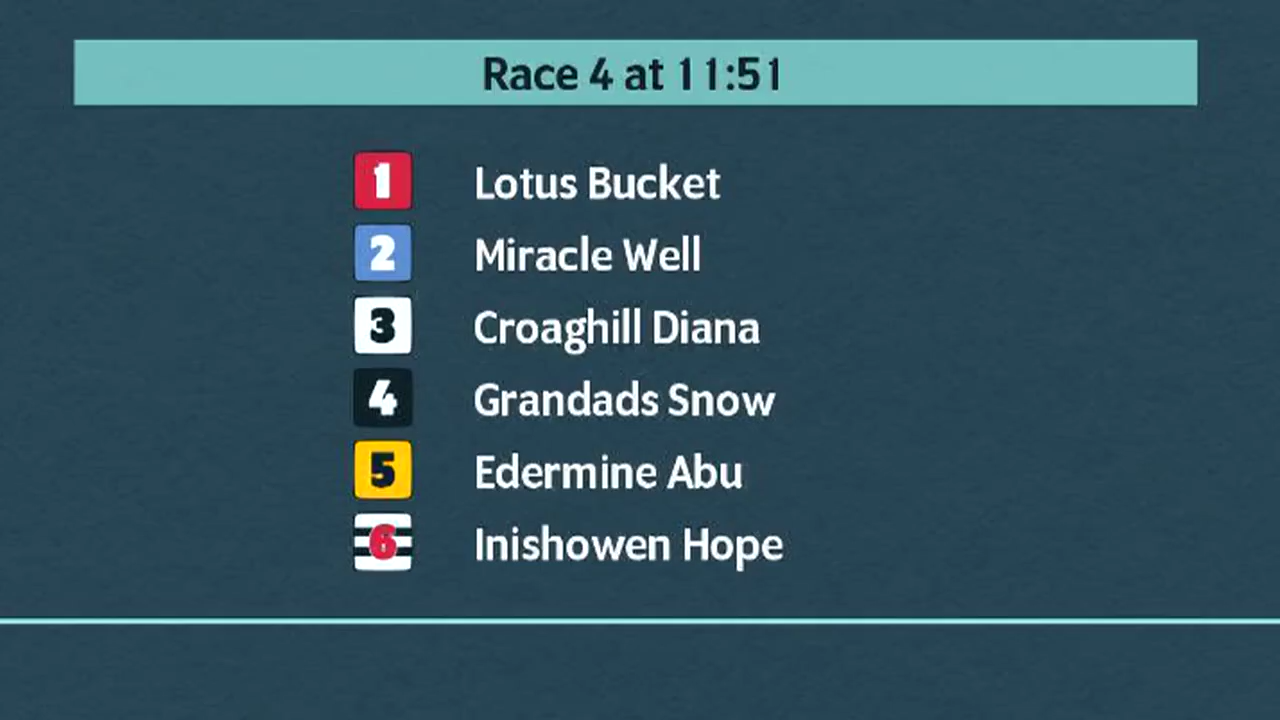 Race 4 at 11:51
1 Lotus Bucket
2 Miracle Well
3 Croaghill Diana
4 Grandads Snow
5 Edermine Abu
6 Inishowen Hope